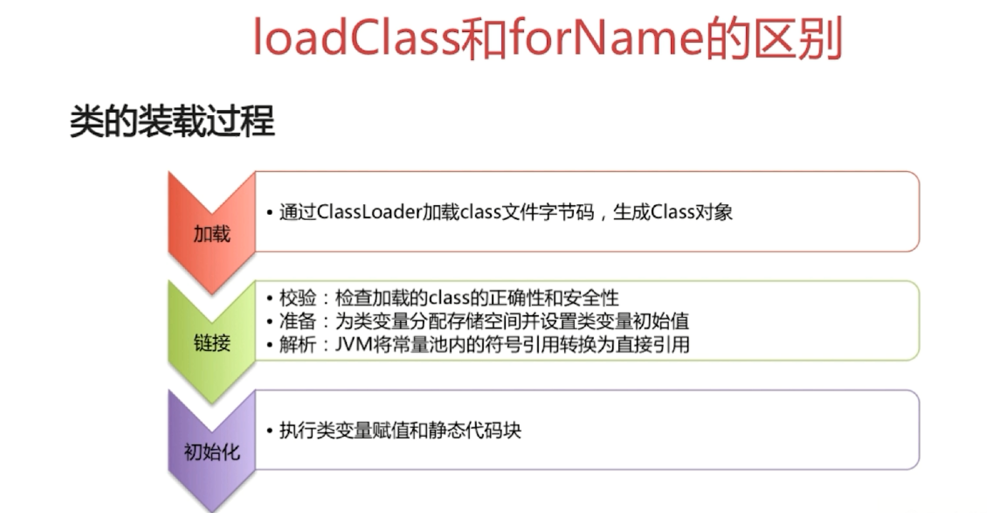 loadClass和forName的区别
类的装载过程
加载
• 通过ClassLoader加载class文件字节码，生成Class对象
链接
• 校验：检查加载的class的正确性和安全性
• 准备：为类变量分配存储空间并设置类变量初始值
• 解析：JVM将常量池内的符号引用转换为直接引用
初始化
• 执行类变量赋值和静态代码块